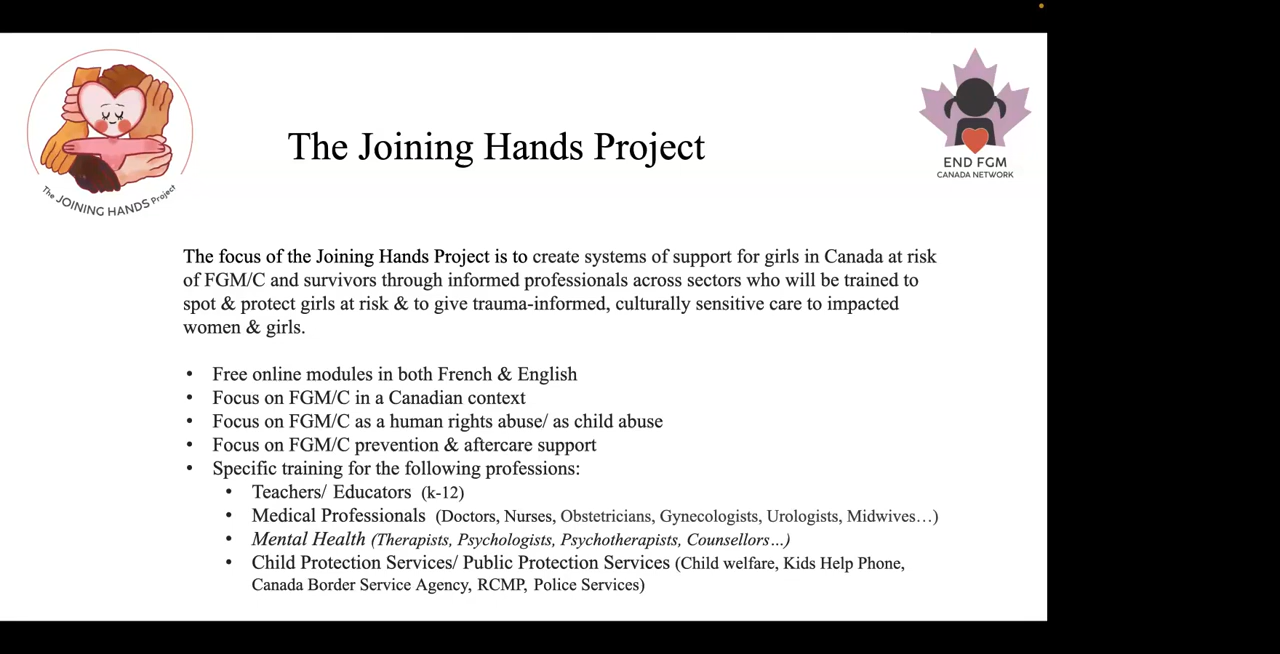 The JOINING HANDS Project
The Joining Hands Project
END FGM
CANADA NETWORK
The focus of the Joining Hands Project is to create systems of support for girls in Canada at risk
of FGM/C and survivors through informed professionals across sectors who will be trained to
spot & protect girls at risk & to give trauma-informed, culturally sensitive care to impacted
women & girls.
• Free online modules in both French & English
• Focus on FGM/C in a Canadian context
• Focus on FGM/C as a human rights abuse/ as child abuse
• Focus on FGM/C prevention & aftercare support
• Specific training for the following professions:
• Teachers/ Educators (k-12)
• Medical Professionals (Doctors, Nurses, Obstetricians, Gynecologists, Urologists, Midwives…)
• Mental Health (Therapists, Psychologists, Psychotherapists, Counsellors…)
• Child Protection Services/ Public Protection Services (Child welfare, Kids Help Phone,
Canada Border Service Agency, RCMP, Police Services)